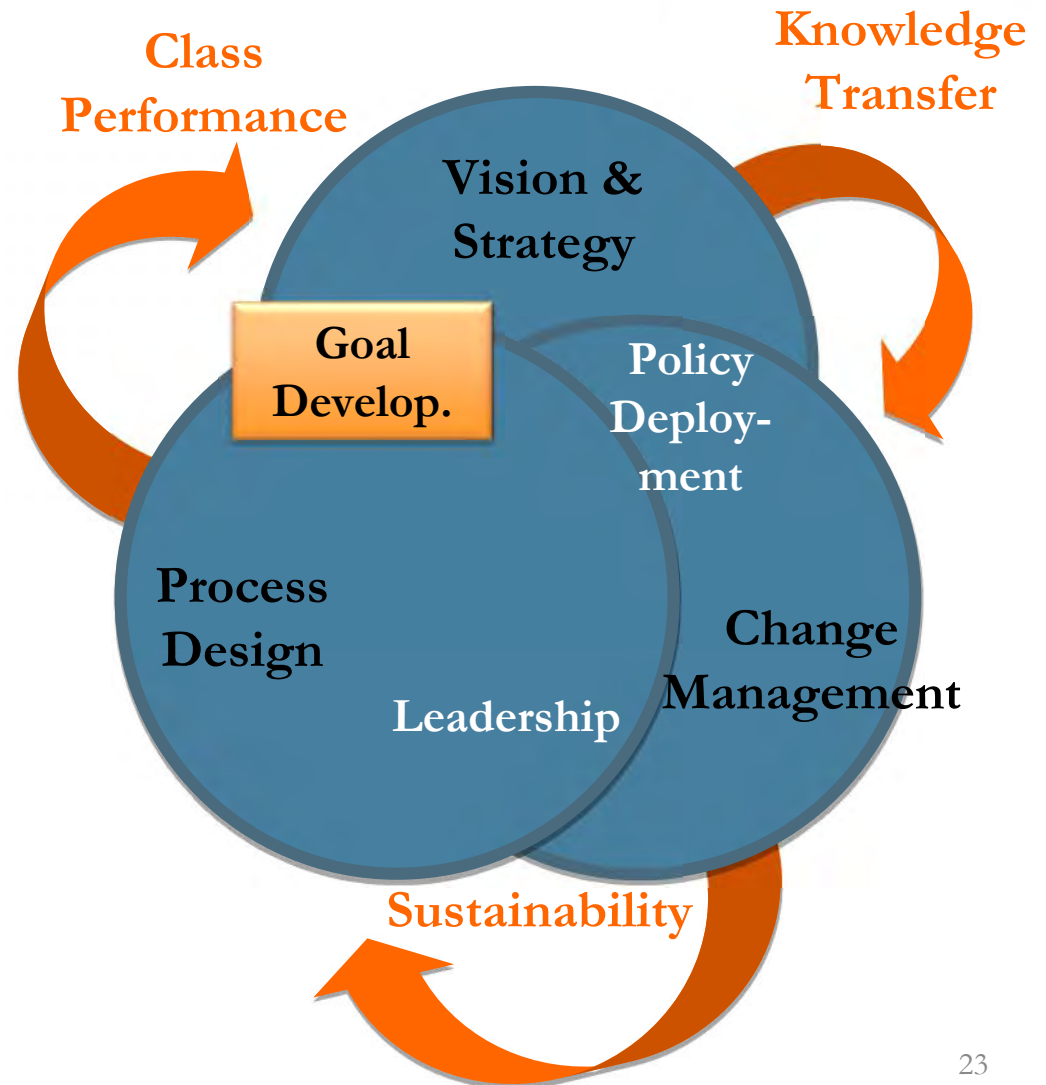 Class
Performance
Knowledge
Transfer
Vision &
Strategy
Goal
Develop.
Policy
Deploy-
ment
Process
Design
Change
Management
Leadership
Sustainability
23